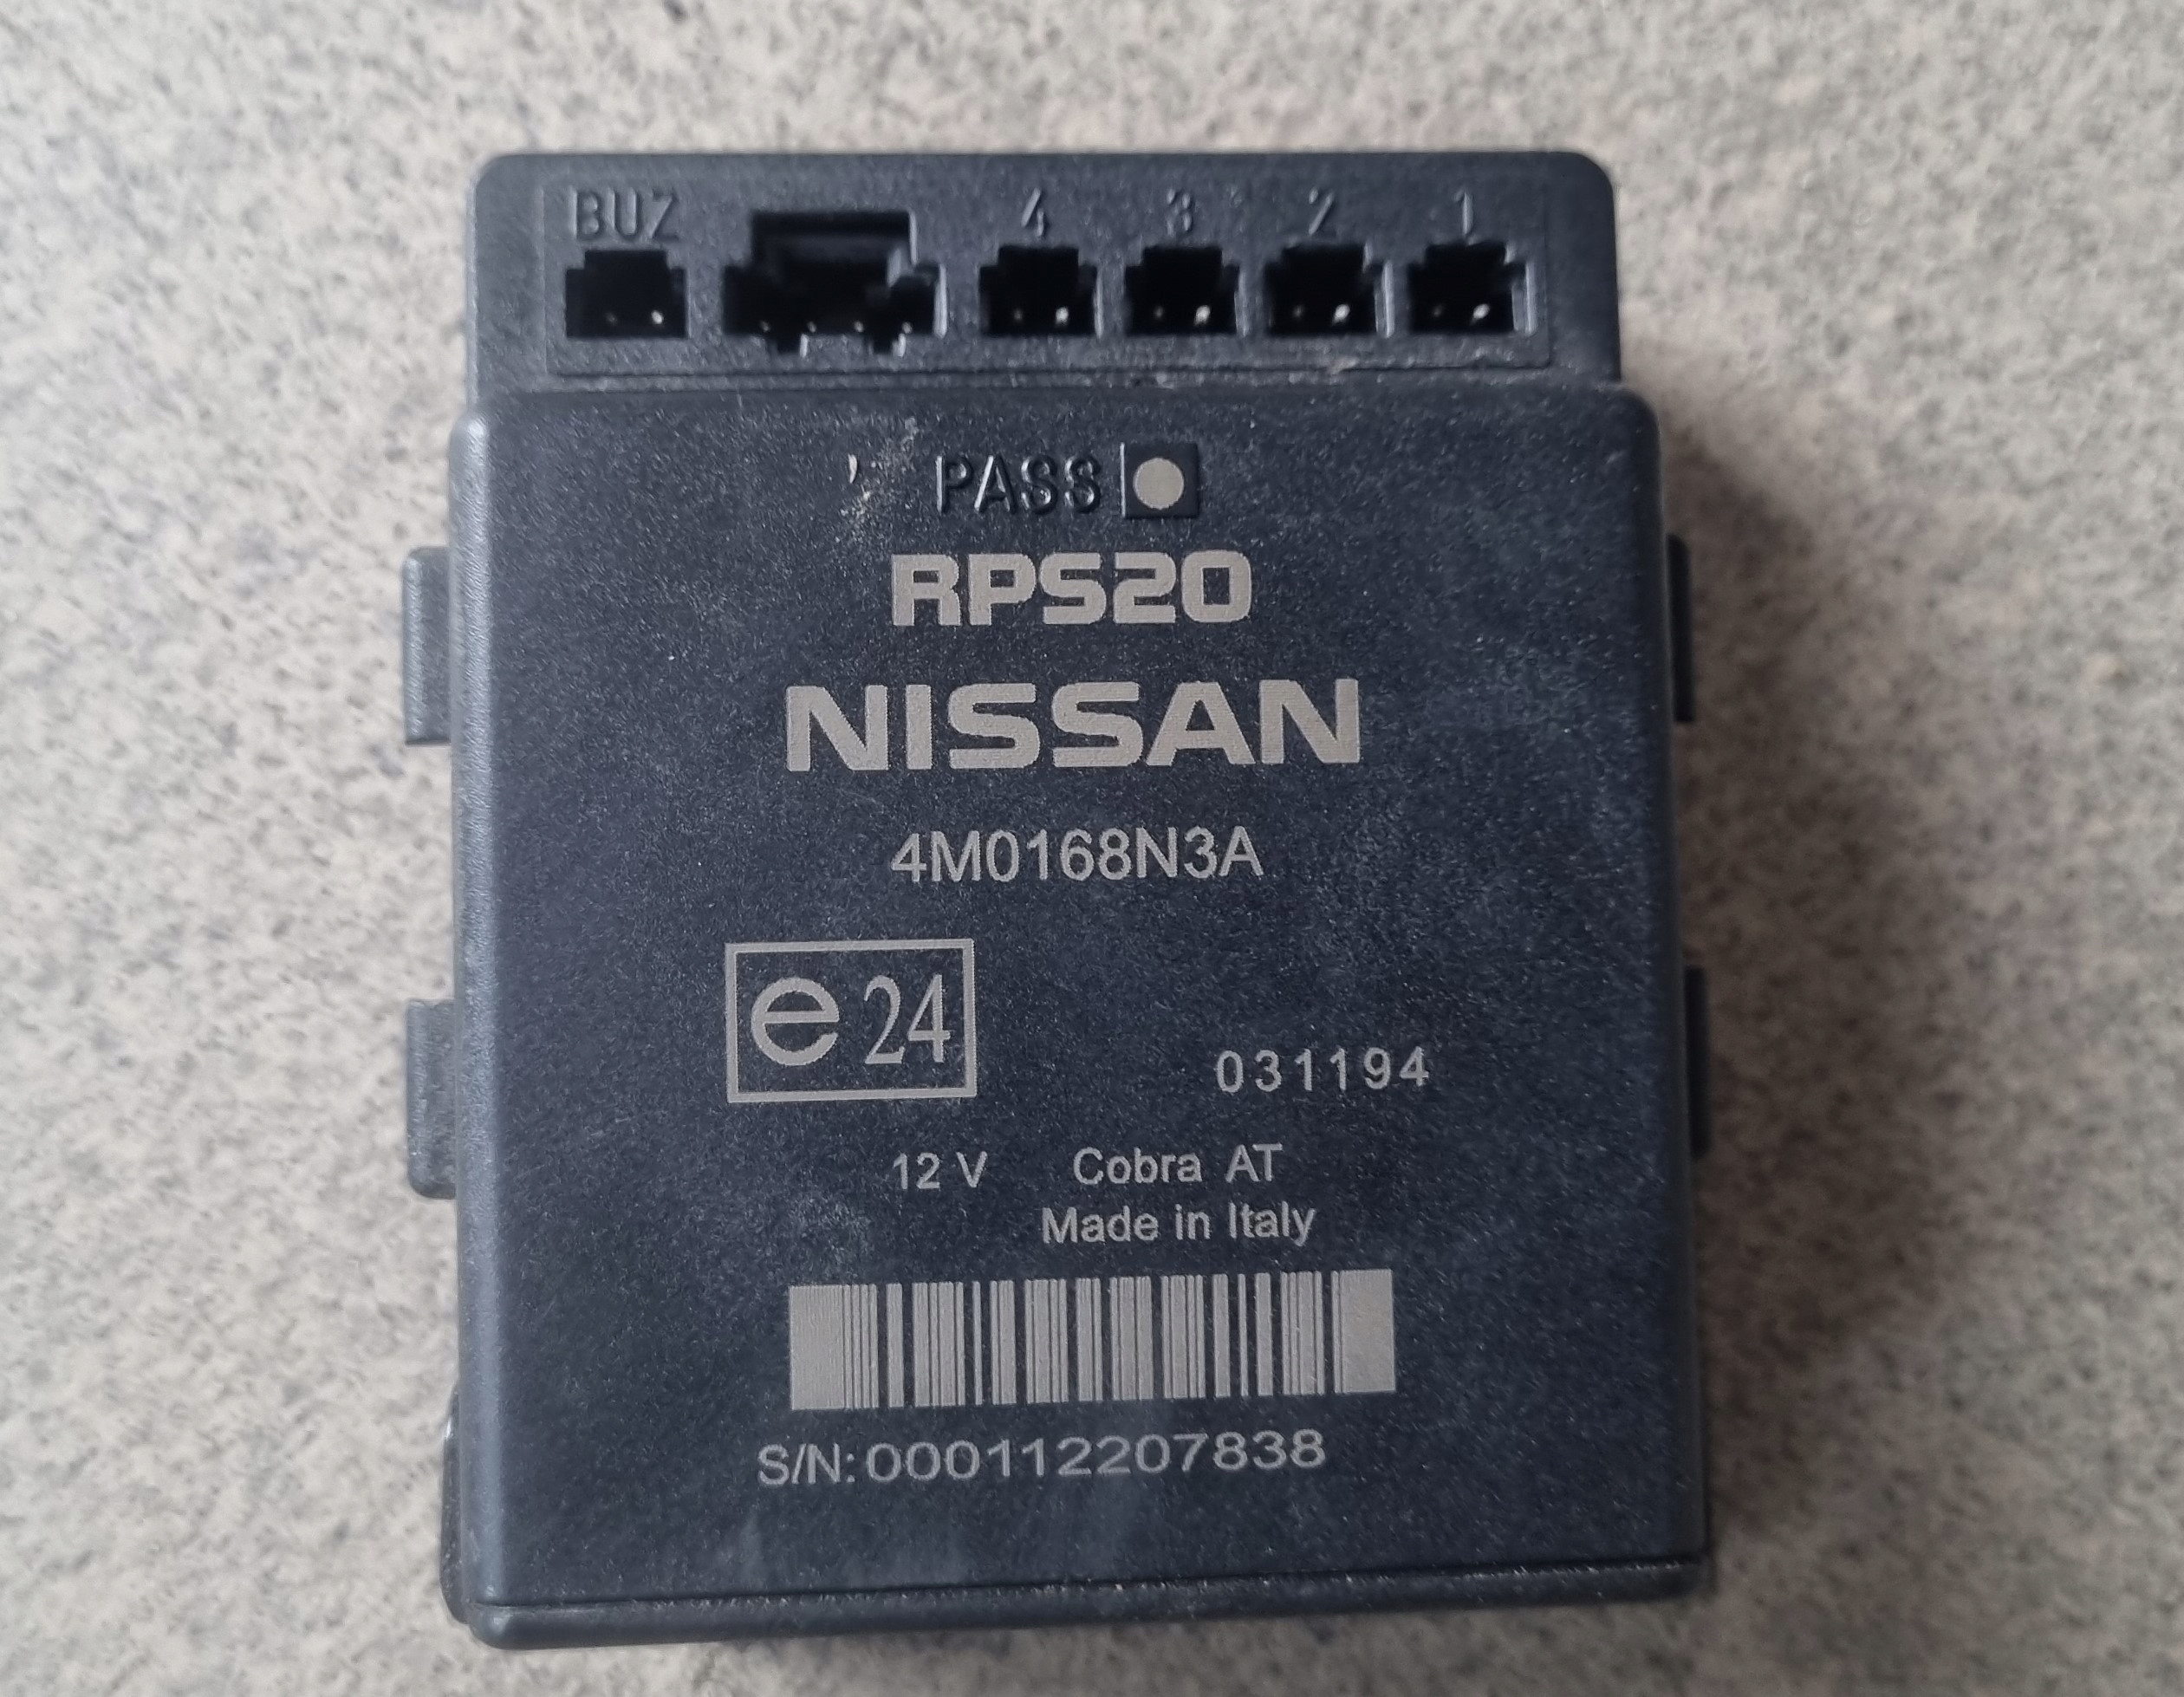 BUZ 4 3 2 1
PASS
RPS20
NISSAN
4M0168N3A
e 24
031194
12 V Cobra AT
Made in Italy
S/N:000112207838